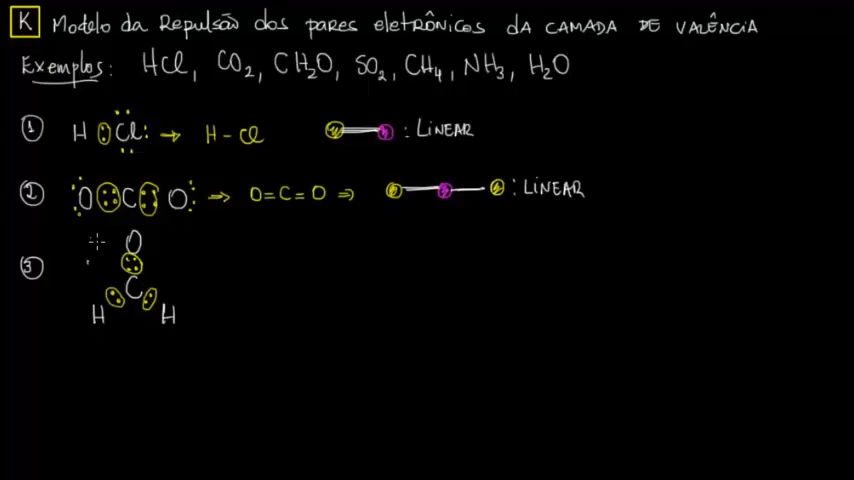 K Modelo da Repulsão dos pares eletrônicos da CAMADA DE VALÊNCIA
Exemplos: HCl, CO2, CH2O, SO2, CH4, NH3, H2O
1 H : Cl: → H - Cl : LINEAR
2 :O :: C :: O: → O=C=O ⇒ : LINEAR
O
3
C
H H